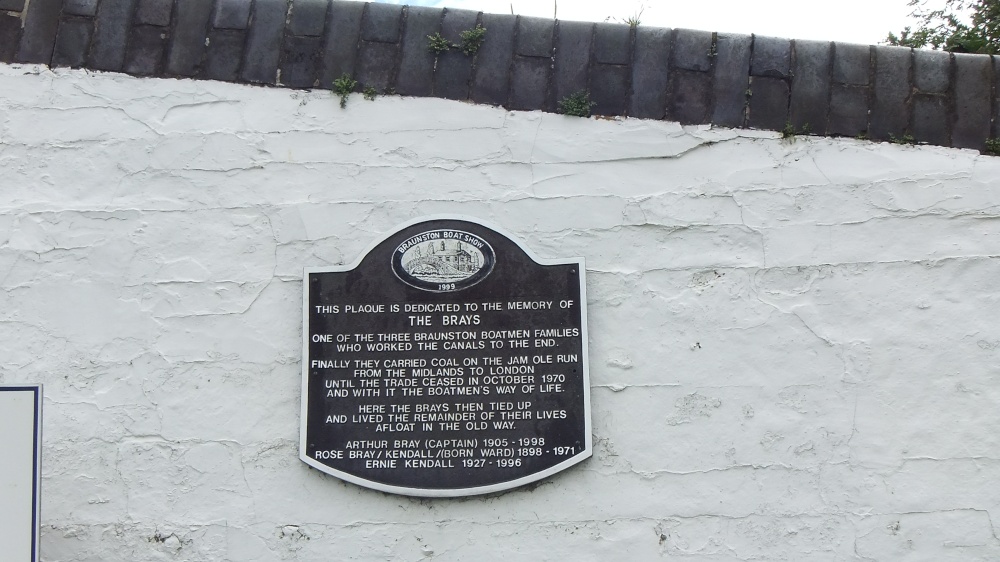 BRAUNSTON BOAT SHOW
1999
THIS PLAQUE IS DEDICATED TO THE MEMORY OF
THE BRAYS
ONE OF THE THREE BRAUNSTON BOATMEN FAMILIES
WHO WORKED THE CANALS TO THE END.
FINALLY THEY CARRIED COAL ON THE JAM OLE RUN
FROM THE MIDLANDS TO LONDON
UNTIL THE TRADE CEASED IN OCTOBER 1970
AND WITH IT THE BOATMEN'S WAY OF LIFE.
HERE THE BRAYS THEN TIED UP
AND LIVED THE REMAINDER OF THEIR LIVES
AFLOAT IN THE OLD WAY.
ARTHUR BRAY (CAPTAIN) 1905 - 1998
ROSE BRAY/KENDALL/(BORN WARD) 1898 - 1971
ERNIE KENDALL 1927 - 1996